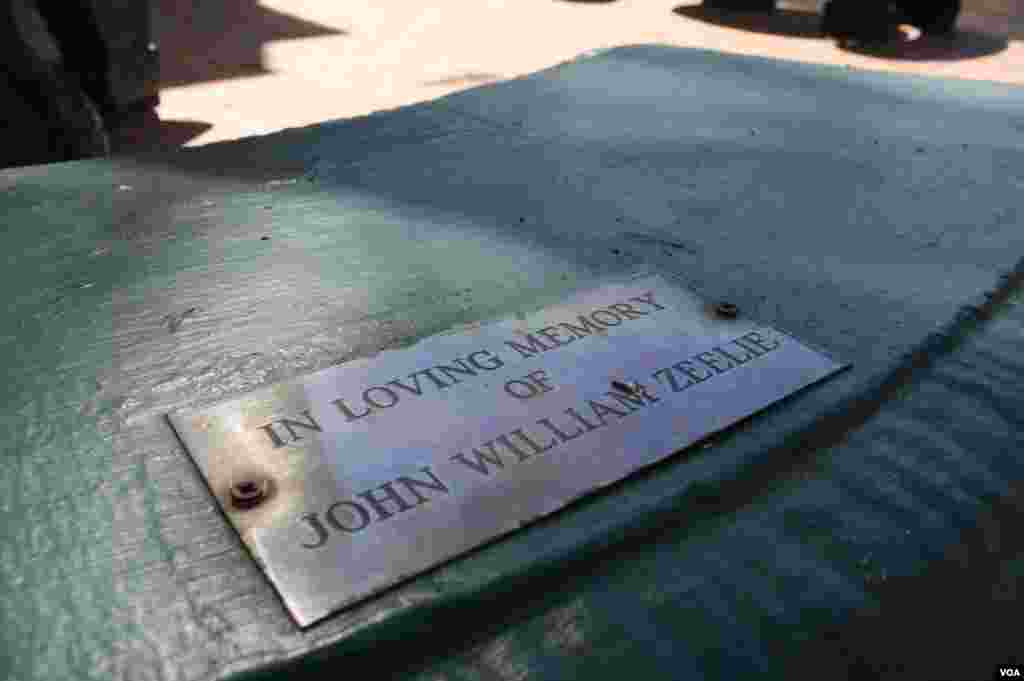 IN LOVING MEMORY
OF
JOHN WILLIAM ZEELIE
VOA